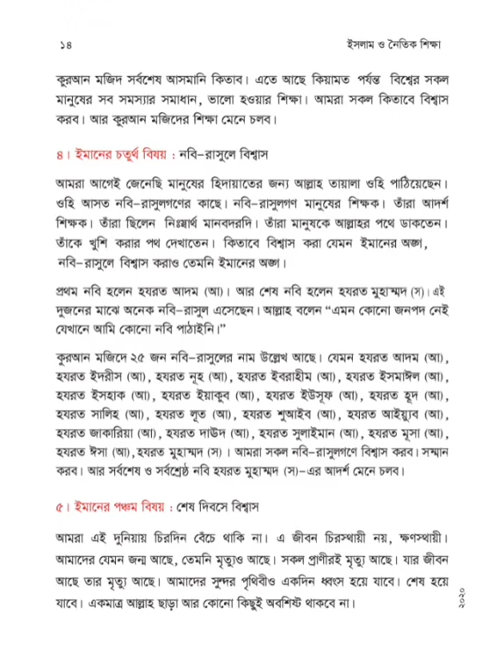 ১৪ ইসলাম ও নৈতিক শিক্ষা
কুরআন মজিদ সর্বশেষ আসমানি কিতাব। এতে আছে কিয়ামত পর্যন্ত বিশ্বের সকল
মানুষের সব সমস্যার সমাধান, ভালো হওয়ার শিক্ষা। আমরা সকল কিতাবে বিশ্বাস
করব। আর কুরআন মজিদের শিক্ষা মেনে চলব।
৪। ইমানের চতুর্থ বিষয় : নবি-রাসুলে বিশ্বাস
আমরা আগেই জেনেছি মানুষের হিদায়াতের জন্য আল্লাহ তায়ালা ওহি পাঠিয়েছেন।
ওহি আসত নবি-রাসুলগণের কাছে। নবি-রাসুলগণ মানুষের শিক্ষক। তাঁরা আদর্শ
শিক্ষক। তাঁরা ছিলেন নিঃস্বার্থ মানবদরদি। তাঁরা মানুষকে আল্লাহর পথে ডাকতেন।
তাঁকে খুশি করার পথ দেখাতেন। কিতাবে বিশ্বাস করা যেমন ইমানের অঙ্গ,
নবি-রাসুলে বিশ্বাস করাও তেমনি ইমানের অঙ্গ।
প্রথম নবি হলেন হযরত আদম (আ)। আর শেষ নবি হলেন হযরত মুহাম্মদ (স)। এই
দুজনের মাঝে অনেক নবি-রাসুল এসেছেন। আল্লাহ বলেন “এমন কোনো জনপদ নেই
যেখানে আমি কোনো নবি পাঠাইনি।”
কুরআন মজিদে ২৫ জন নবি-রাসুলের নাম উল্লেখ আছে। যেমন হযরত আদম (আ),
হযরত ইদরীস (আ), হযরত নূহ (আ), হযরত ইবরাহীম (আ), হযরত ইসমাঈল (আ),
হযরত ইসহাক (আ), হযরত ইয়াকুব (আ), হযরত ইউসূফ (আ), হযরত হূদ (আ),
হযরত সালিহ (আ), হযরত লূত (আ), হযরত শুআইব (আ), হযরত আইয়্যুব (আ),
হযরত জাকারিয়া (আ), হযরত দাঊদ (আ), হযরত সুলাইমান (আ), হযরত মূসা (আ),
হযরত ঈসা (আ),হযরত মুহাম্মদ (স) । আমরা সকল নবি-রাসুলগণে বিশ্বাস করব। সম্মান
করব। আর সর্বশেষ ও সর্বশ্রেষ্ঠ নবি হযরত মুহাম্মদ (স)-এর আদর্শ মেনে চলব।
৫। ইমানের পঞ্চম বিষয় : শেষ দিবসে বিশ্বাস
আমরা এই দুনিয়ায় চিরদিন বেঁচে থাকি না। এ জীবন চিরস্থায়ী নয়, ক্ষণস্থায়ী।
আমাদের যেমন জন্ম আছে, তেমনি মৃত্যুও আছে। সকল প্রাণীরই মৃত্যু আছে। যার জীবন
আছে তার মৃত্যু আছে। আমাদের সুন্দর পৃথিবীও একদিন ধ্বংস হয়ে যাবে। শেষ হয়ে
যাবে। একমাত্র আল্লাহ ছাড়া আর কোনো কিছুই অবশিষ্ট থাকবে না।
২০২০